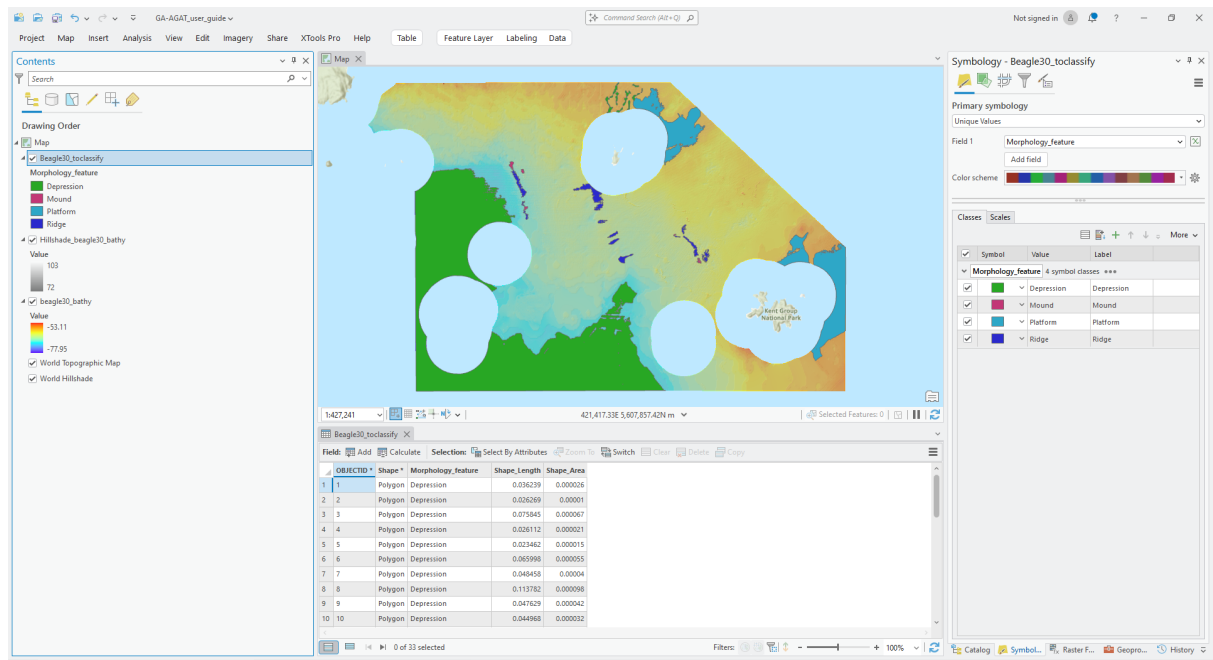 GA-AGAT_user_guide
Command Search (Alt+Q)
Not signed in
Project Map Insert Analysis View Edit Imagery Share XTools Pro Help Table Feature Layer Labeling Data
Contents
Search
Drawing Order
Map
Beagle30_toclassify
Morphology_feature
Depression
Mound
Platform
Ridge
Hillshade_beagle30_bathy
Value
103
72
beagle30_bathy
Value
-53.11
-77.95
World Topographic Map
World Hillshade
Map
Kent Group
National Park
1:427,241
421,417.33E 5,607,857.42N m
Selected Features: 0
Beagle30_toclassify
Field: Add Calculate Selection: Select By Attributes Zoom To Switch Clear Delete Copy
OBJECTID * Shape * Morphology_feature Shape_Length Shape_Area
1 1 Polygon Depression 0.036239 0.000026
2 2 Polygon Depression 0.026269 0.00001
3 3 Polygon Depression 0.075845 0.000067
4 4 Polygon Depression 0.026112 0.000021
5 5 Polygon Depression 0.023462 0.000015
6 6 Polygon Depression 0.065998 0.000055
7 7 Polygon Depression 0.048458 0.00004
8 8 Polygon Depression 0.113782 0.000098
9 9 Polygon Depression 0.047629 0.000042
10 10 Polygon Depression 0.044968 0.000032
0 of 33 selected
Filters:
100%
Symbology - Beagle30_toclassify
Primary symbology
Unique Values
Field 1 Morphology_feature
Add field
Color scheme
Classes Scales
More
Symbol Value Label
Morphology_feature 4 symbol classes
Depression Depression
Mound Mound
Platform Platform
Ridge Ridge
Catalog Symbol... Raster F... Geopro... History